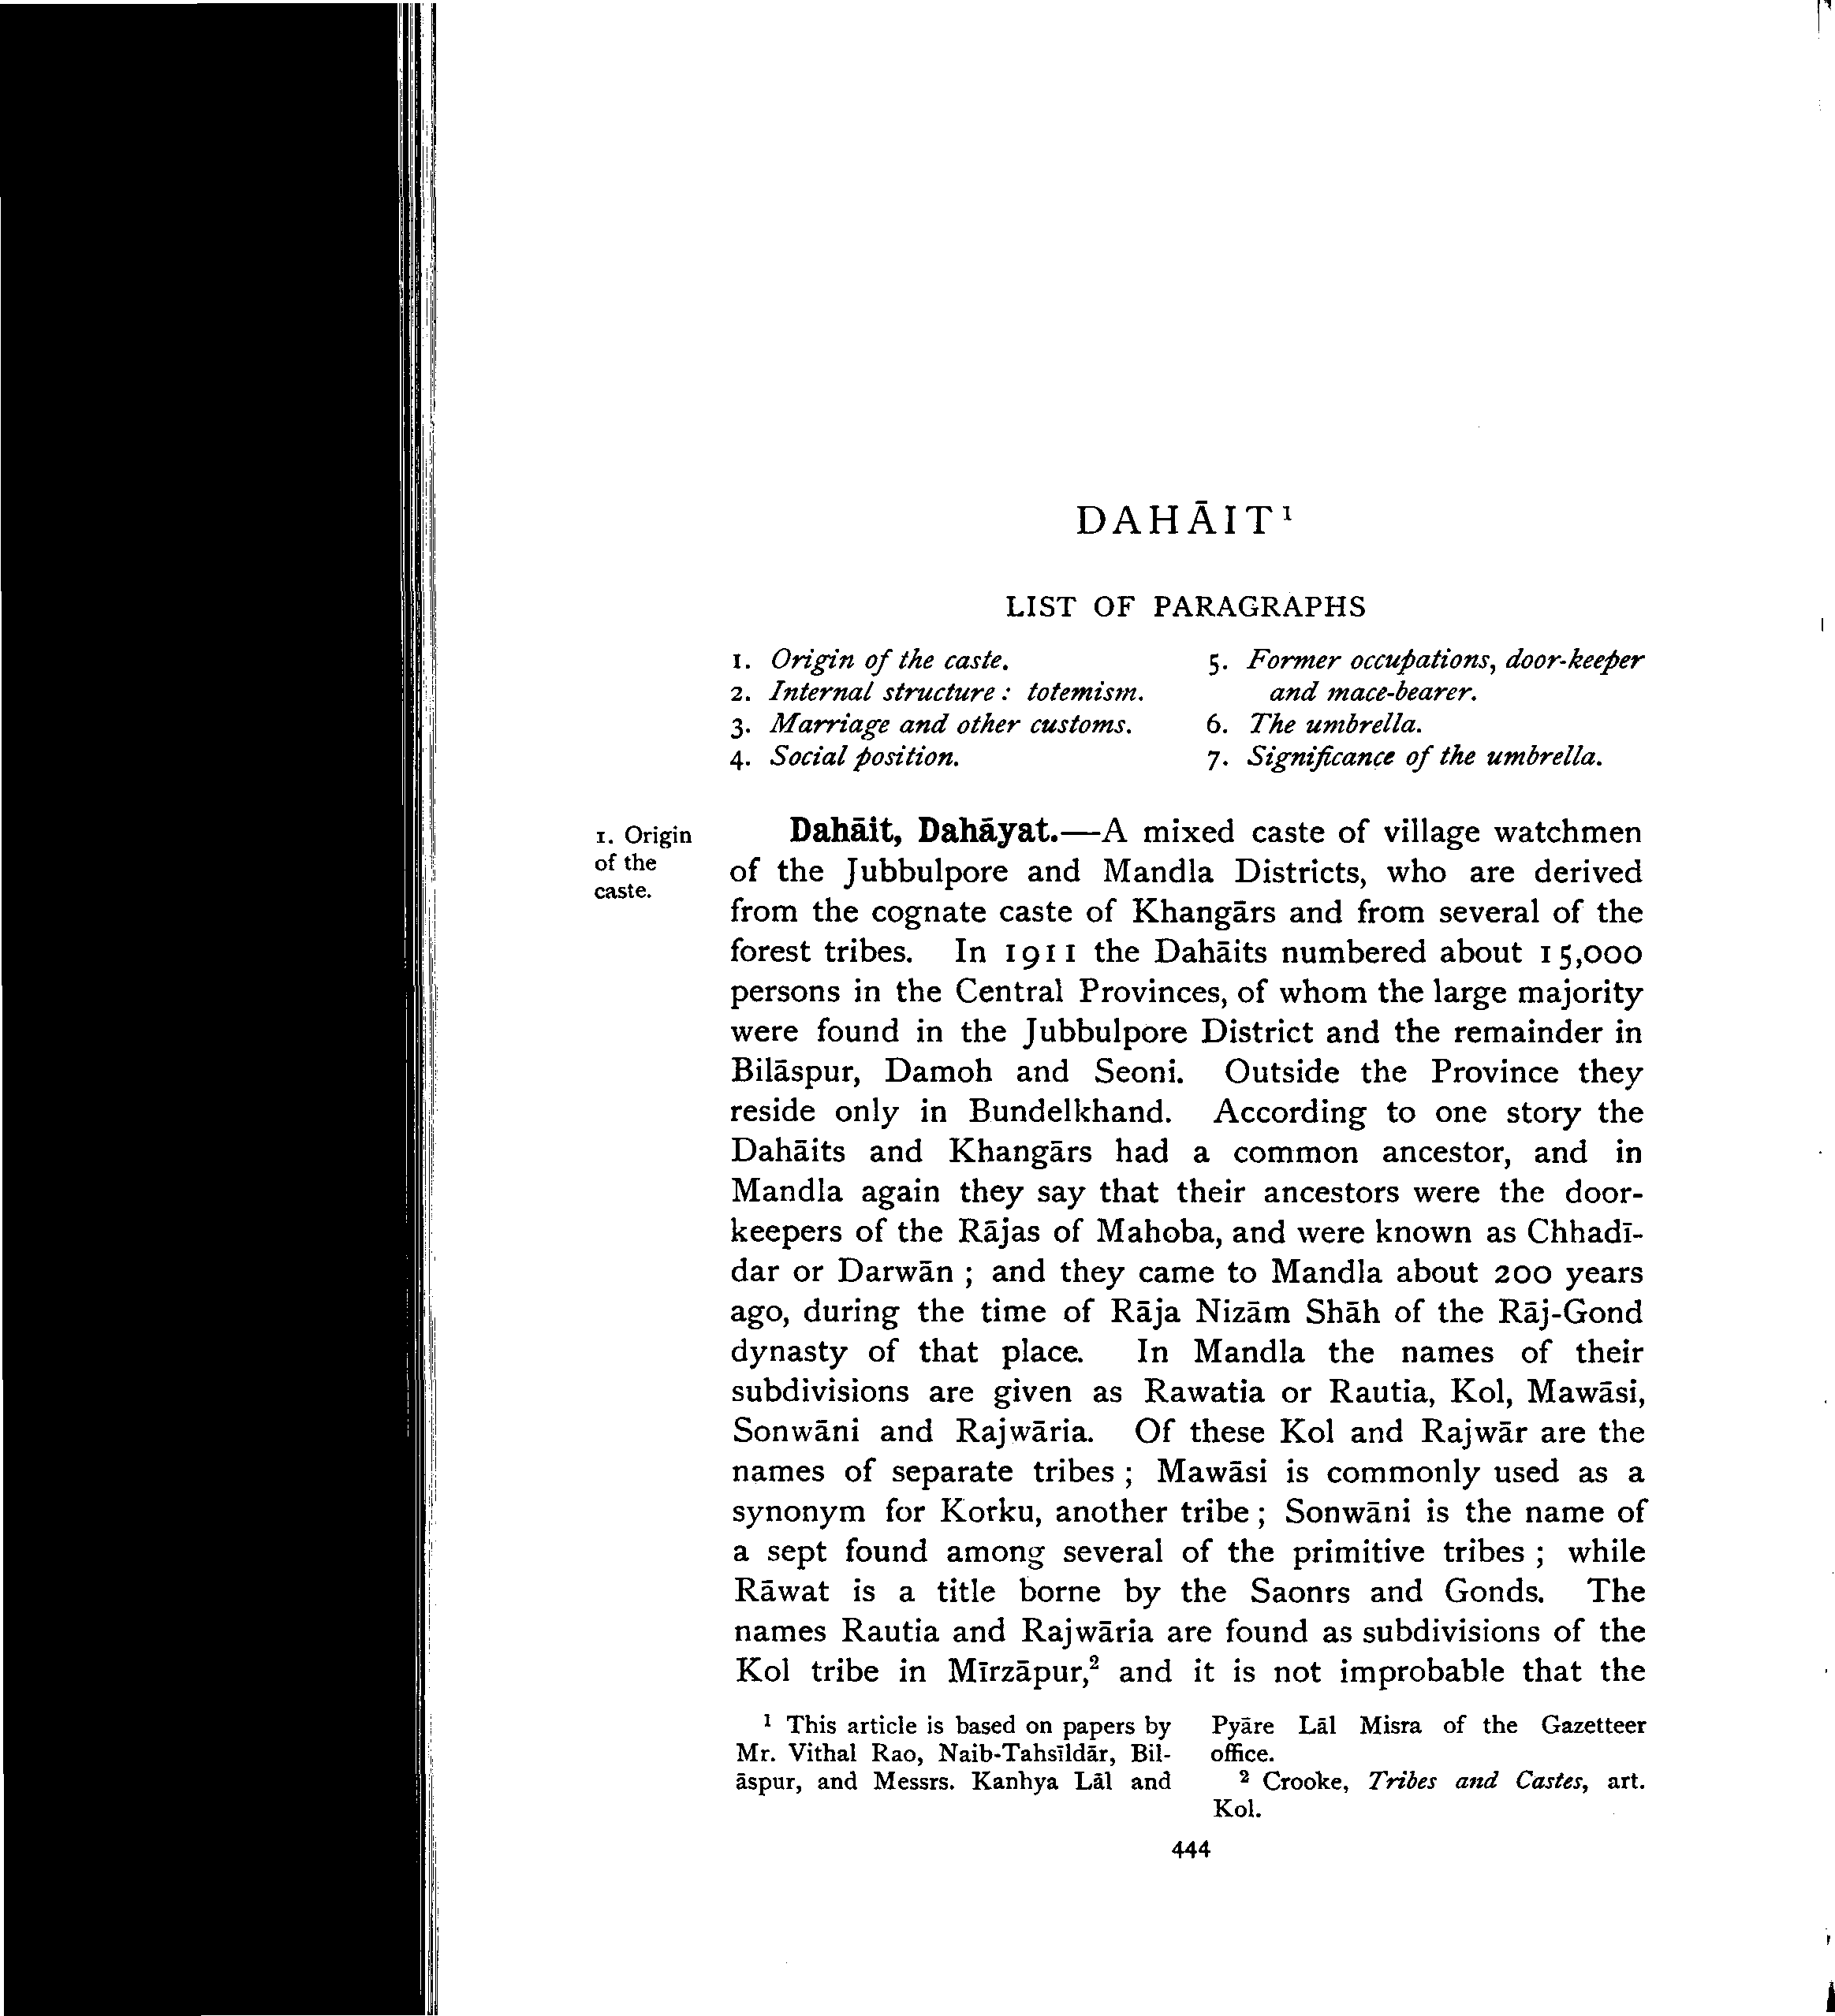 DAHĀIT¹
LIST OF PARAGRAPHS
1. Origin of the caste.
2. Internal structure : totemism.
3. Marriage and other customs.
4. Social position.
5. Former occupations, door-keeper
and mace-bearer.
6. The umbrella.
7. Significance of the umbrella.
1. Origin
of the
caste.
Dahāit, Dahāyat.—A mixed caste of village watchmen
of the Jubbulpore and Mandla Districts, who are derived
from the cognate caste of Khangārs and from several of the
forest tribes. In 1911 the Dahāits numbered about 15,000
persons in the Central Provinces, of whom the large majority
were found in the Jubbulpore District and the remainder in
Bilāspur, Damoh and Seoni. Outside the Province they
reside only in Bundelkhand. According to one story the
Dahāits and Khangārs had a common ancestor, and in
Mandla again they say that their ancestors were the door-
keepers of the Rājas of Mahoba, and were known as Chhadī-
dar or Darwān ; and they came to Mandla about 200 years
ago, during the time of Rāja Nizām Shāh of the Rāj-Gond
dynasty of that place. In Mandla the names of their
subdivisions are given as Rawatia or Rautia, Kol, Mawāsi,
Sonwāni and Rajwāria. Of these Kol and Rajwār are the
names of separate tribes ; Mawāsi is commonly used as a
synonym for Korku, another tribe ; Sonwāni is the name of
a sept found among several of the primitive tribes ; while
Rāwat is a title borne by the Saonrs and Gonds. The
names Rautia and Rajwāria are found as subdivisions of the
Kol tribe in Mīrzāpur,² and it is not improbable that the
¹ This article is based on papers by
Mr. Vithal Rao, Naib-Tahsīldār, Bil-
āspur, and Messrs. Kanhya Lāl and
Pyāre Lāl Misra of the Gazetteer
office.
² Crooke, Tribes and Castes, art.
Kol.
444